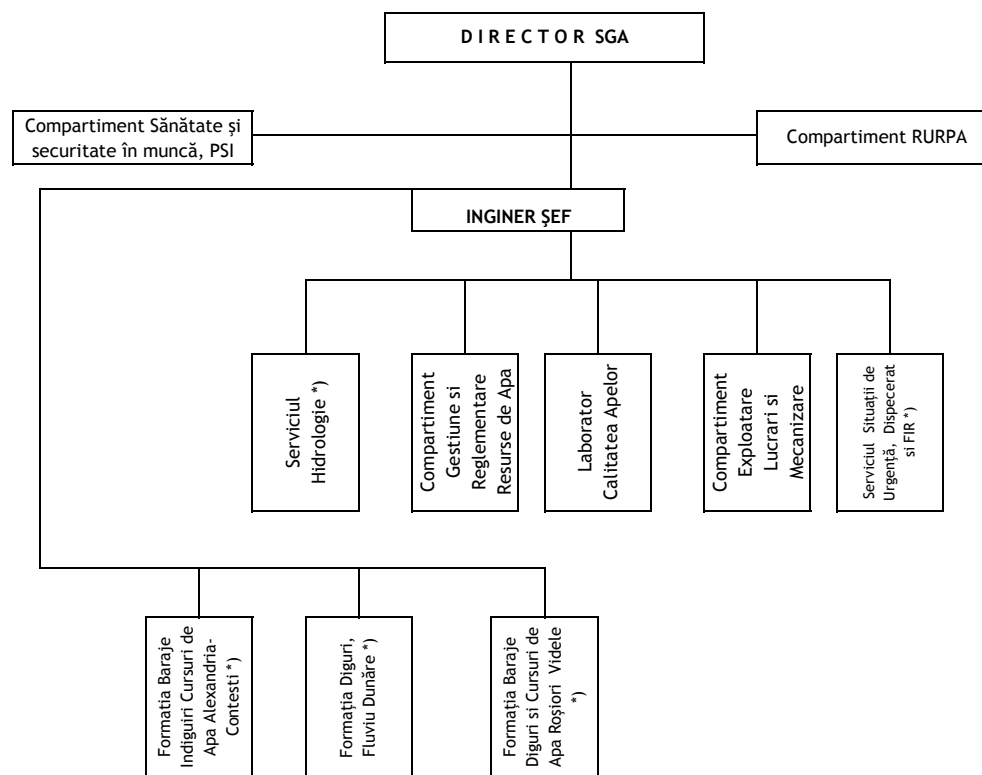 D I R E C T O R SGA
Compartiment Sănătate și
securitate în muncă, PSI
Compartiment RURPA
INGINER ŞEF
Serviciul
Hidrologie *)
Compartiment
Gestiune si
Reglementare
Resurse de Apa
Laborator
Calitatea Apelor
Compartiment
Exploatare
Lucrari si
Mecanizare
Serviciul Situații de
Urgență, Dispecerat
si FIR *)
Formatia Baraje
Indiguiri Cursuri de
Apa Alexandria-
Contesti *)
Formația Diguri,
Fluviu Dunăre *)
Formația Baraje
Diguri si Cursuri de
Apa Roșiori Videle
*)